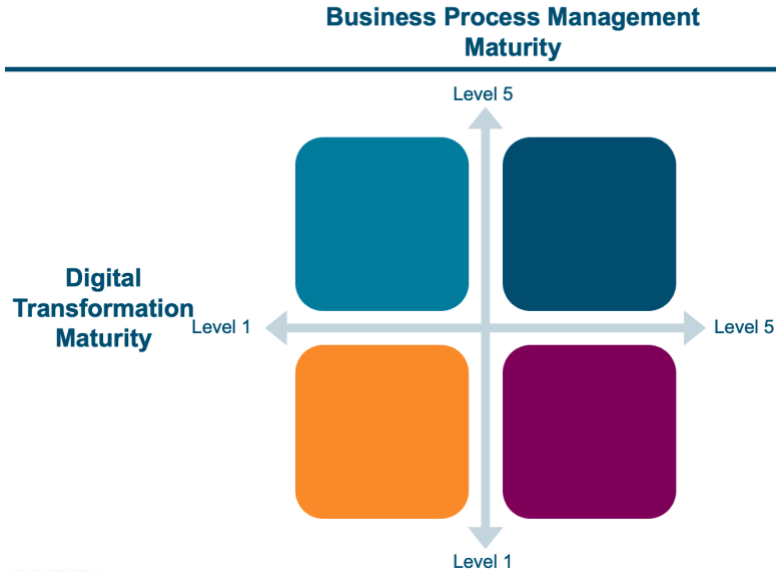 Business Process Management
Maturity
Level 5
Digital
Transformation
Maturity
Level 1
Level 5
Level 1